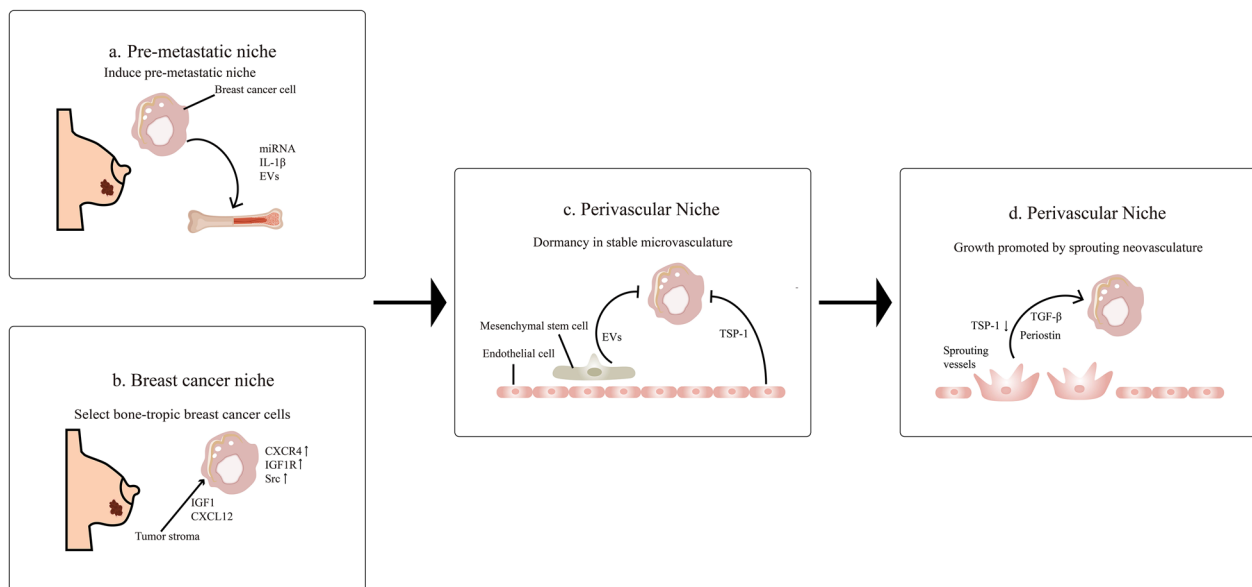 a. Pre-metastatic niche
Induce pre-metastatic niche
Breast cancer cell
miRNA
IL-1β
EVs
b. Breast cancer niche
Select bone-tropic breast cancer cells
CXCR4↑
IGF1R↑
Src↑
IGF1
CXCL12
Tumor stroma
c. Perivascular Niche
Dormancy in stable microvasculature
Mesenchymal stem cell
EVs
TSP-1
Endothelial cell
d. Perivascular Niche
Growth promoted by sprouting neovasculature
TSP-1↓
TGF-β
Periostin
Sprouting
vessels